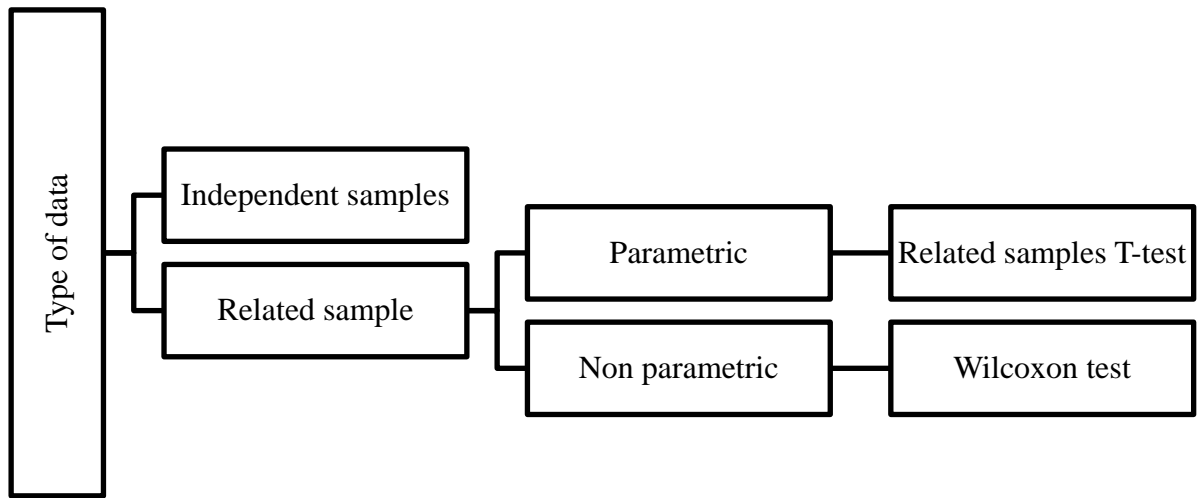 Type of data
Independent samples
Related sample
Parametric
Related samples T-test
Non parametric
Wilcoxon test